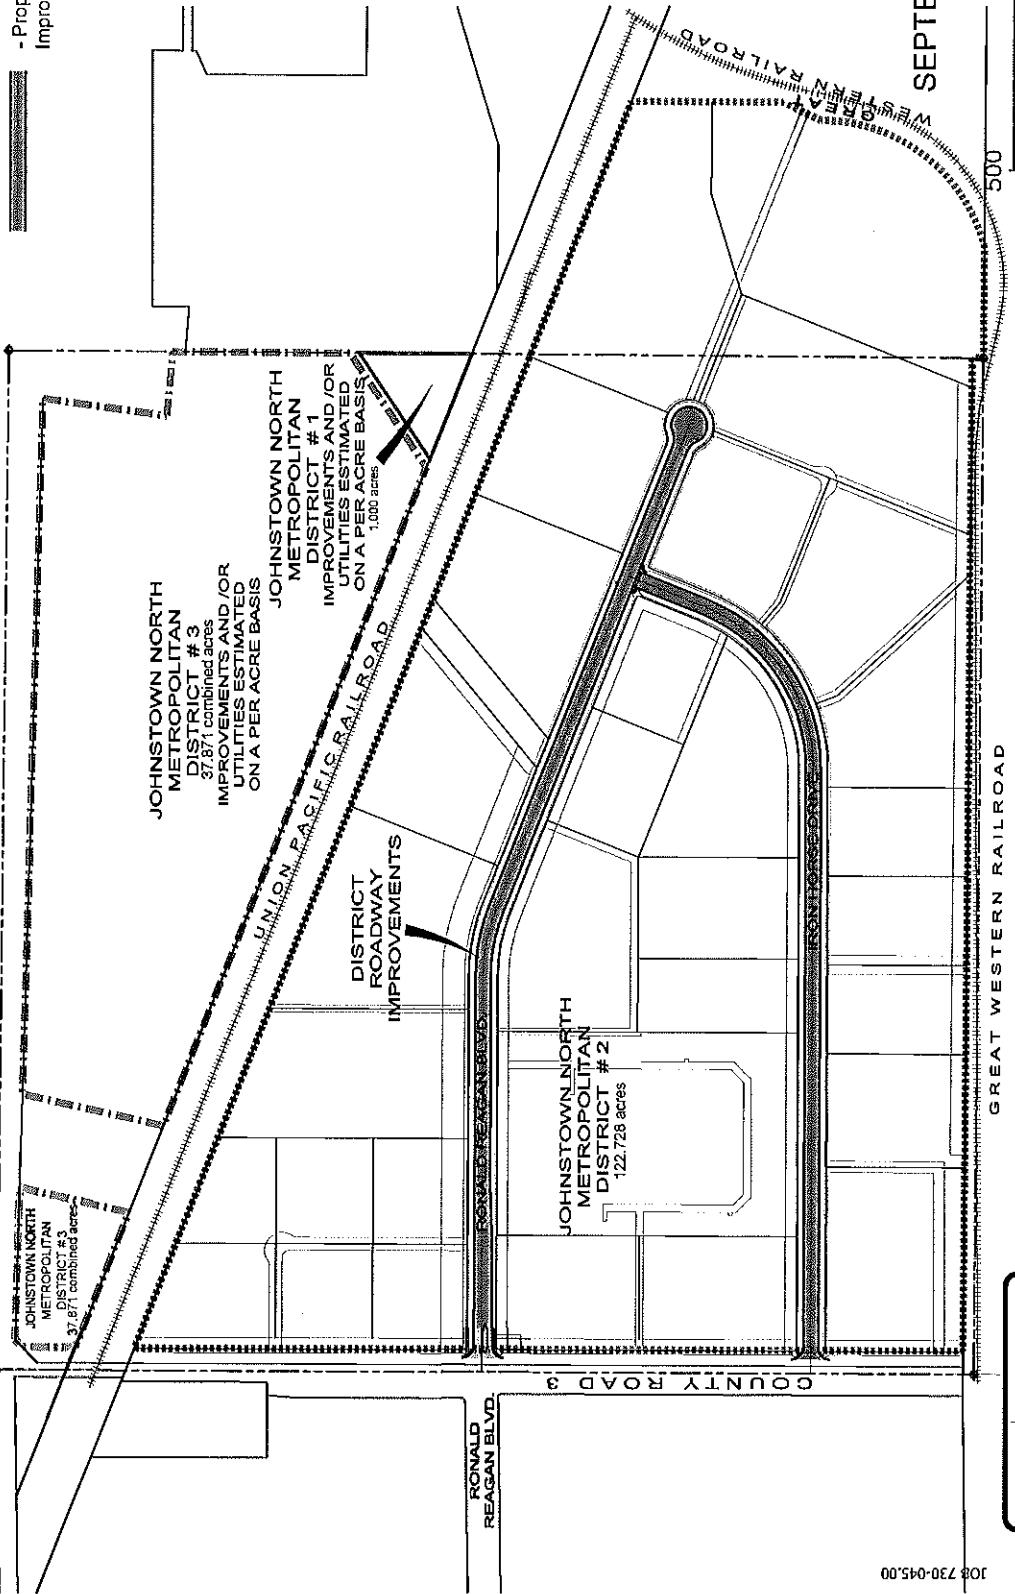 - Prop
Impro
SEPTE
500
JOHNSTOWN NORTH
METROPOLITAN
DISTRICT # 3
37.871 combined acres
IMPROVEMENTS AND /OR
UTILITIES ESTIMATED
ON A PER ACRE BASIS
JOHNSTOWN NORTH
METROPOLITAN
DISTRICT # 1
IMPROVEMENTS AND /OR
UTILITIES ESTIMATED
ON A PER ACRE BASIS
1.000 acres
JOHNSTOWN NORTH
METROPOLITAN
DISTRICT #3
37.871 combined acres
UNION PACIFIC RAILROAD
DISTRICT
ROADWAY
IMPROVEMENTS
RONALD REAGAN BLVD.
JOHNSTOWN NORTH
METROPOLITAN
DISTRICT # 2
122.728 acres
IRON HORSE DRIVE
GREAT WESTERN RAILROAD
GREAT WESTERN RAILROAD
COUNTY ROAD 3
RONALD
REAGAN BLVD.
JOB 730-045.00